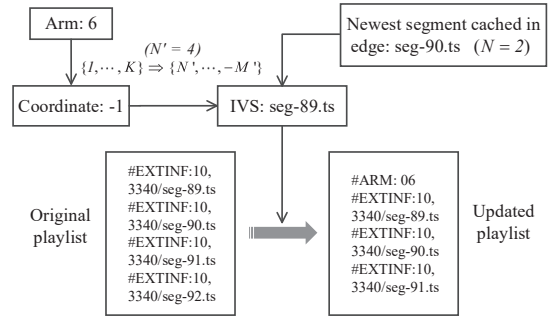 Arm: 6
Newest segment cached in
edge: seg-90.ts (N = 2)
(N' = 4)
{I,···, K} ⇒ {N',···,−M'}
Coordinate: -1
IVS: seg-89.ts
Original
playlist
#EXTINF:10,
3340/seg-89.ts
#EXTINF:10,
3340/seg-90.ts
#EXTINF:10,
3340/seg-91.ts
#EXTINF:10,
3340/seg-92.ts
#ARM: 06
#EXTINF:10,
3340/seg-89.ts
#EXTINF:10,
3340/seg-90.ts
#EXTINF:10,
3340/seg-91.ts
Updated
playlist